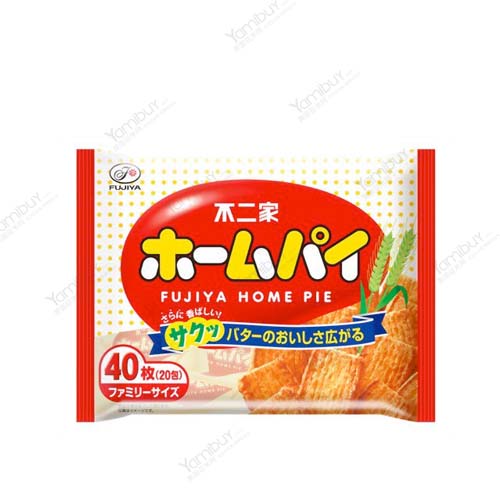 FUJIYA
不二家
ホームパイ
FUJIYA HOME PIE
さらに香ばしい!
サクッ バターのおいしさ広がる
40枚(20包)
ファミリーサイズ
Yamibuy